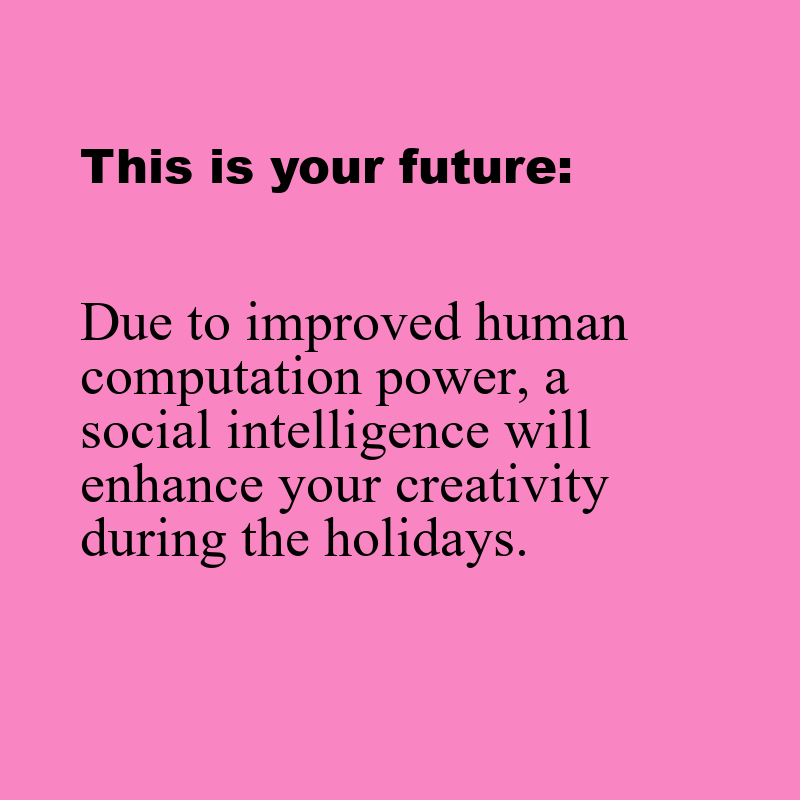 This is your future:
Due to improved human
computation power, a
social intelligence will
enhance your creativity
during the holidays.